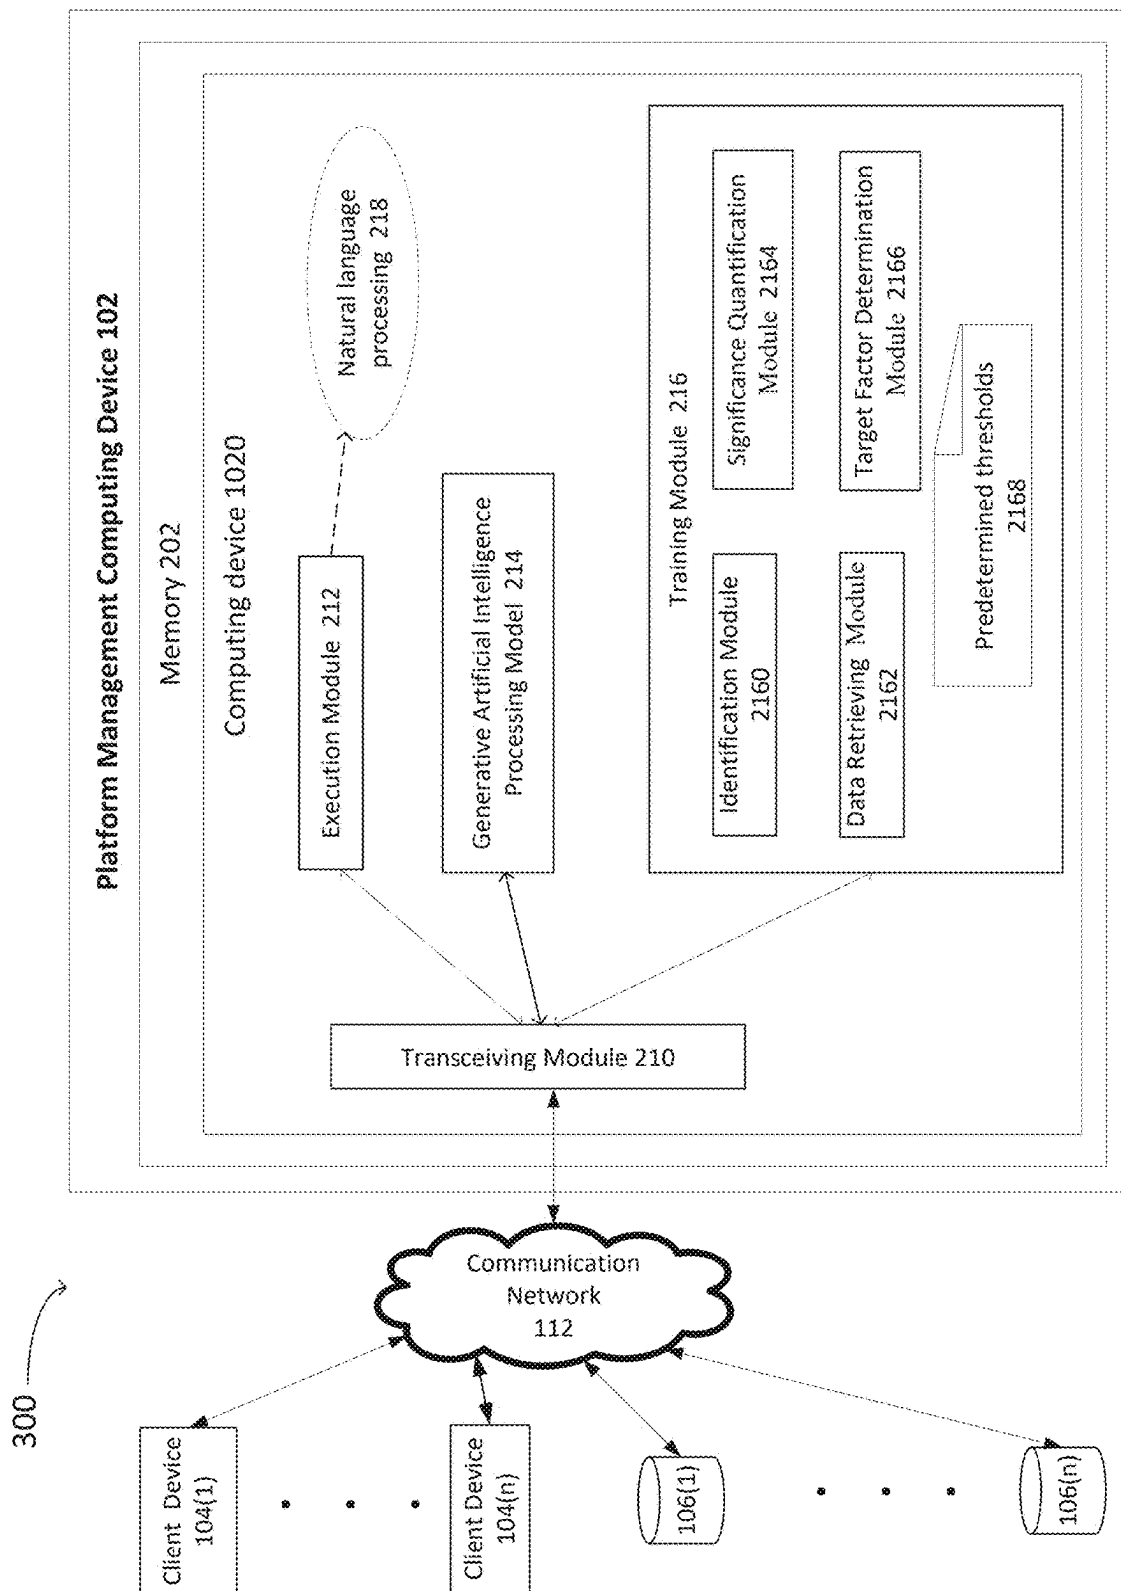 300
Platform Management Computing Device 102
Memory 202
Computing device 1020
Client Device
104(1)
Client Device
104(n)
106(1)
106(n)
Communication
Network
112
Transceiving Module 210
Execution Module 212
Natural language
processing 218
Generative Artificial Intelligence
Processing Model 214
Training Module 216
Identification Module
2160
Significance Quantification
Module 2164
Data Retrieving Module
2162
Target Factor Determination
Module 2166
Predetermined thresholds
2168